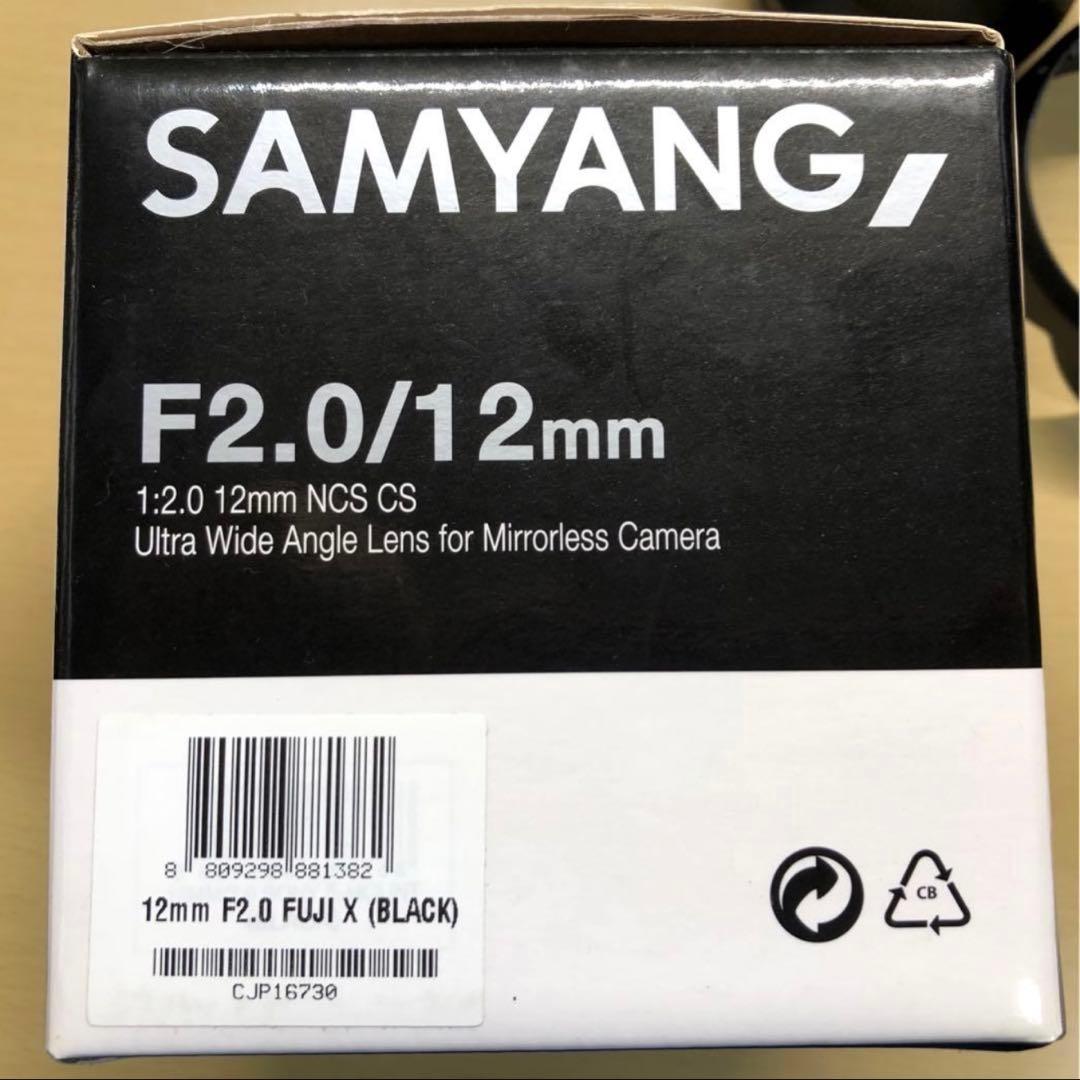 SAMYANG
F2.0/12mm
1:2.0 12mm NCS CS
Ultra Wide Angle Lens for Mirrorless Camera
8 809298 881382
12mm F2.0 FUJI X (BLACK)
CJP16730
CB